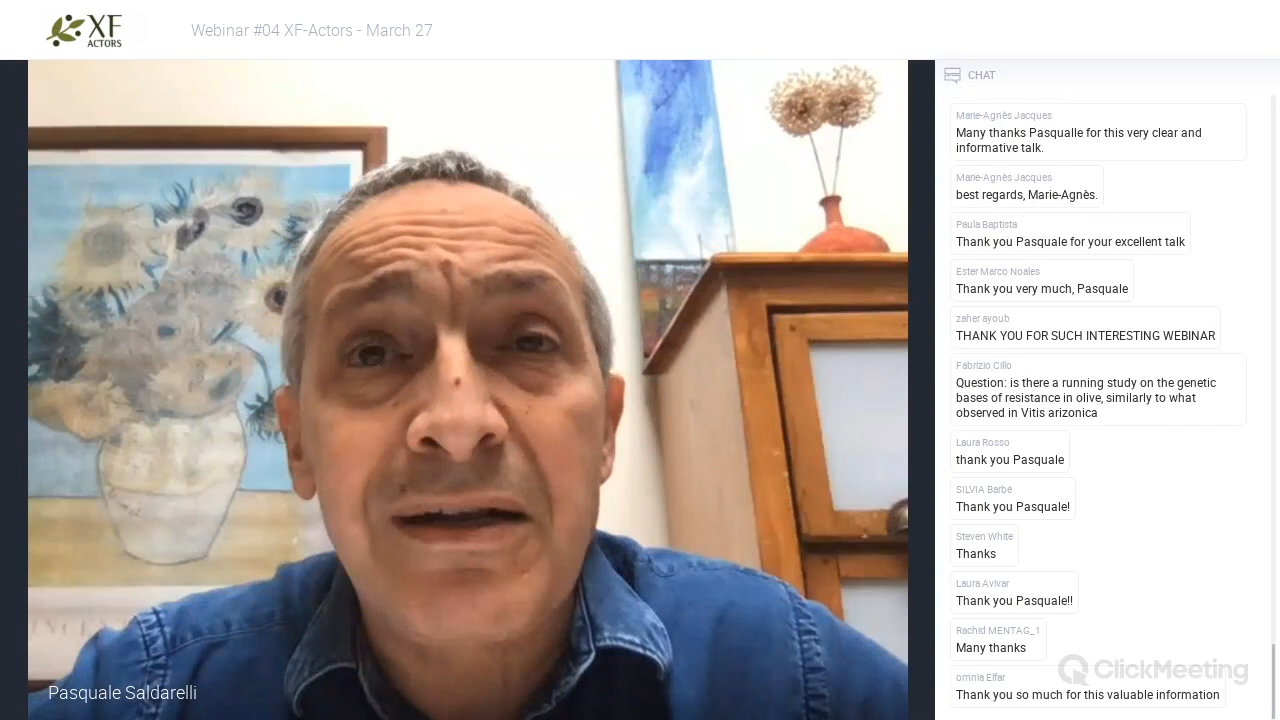 XF
ACTORS
Webinar #04 XF-Actors - March 27
CHAT
Marie-Agnès Jacques
Many thanks Pasqualle for this very clear and
informative talk.
Marie-Agnès Jacques
best regards, Marie-Agnès.
Paula Baptista
Thank you Pasquale for your excellent talk
Ester Marco Noales
Thank you very much, Pasquale
zaher ayoub
THANK YOU FOR SUCH INTERESTING WEBINAR
Fabrizio Cillo
Question: is there a running study on the genetic
bases of resistance in olive, similarly to what
observed in Vitis arizonica
Laura Rosso
thank you Pasquale
SILVIA Barbé
Thank you Pasquale!
Steven White
Thanks
Laura Avivar
Thank you Pasquale!!
Rachid MENTAG_1
Many thanks
omnia Elfar
Thank you so much for this valuable information
ClickMeeting
Pasquale Saldarelli